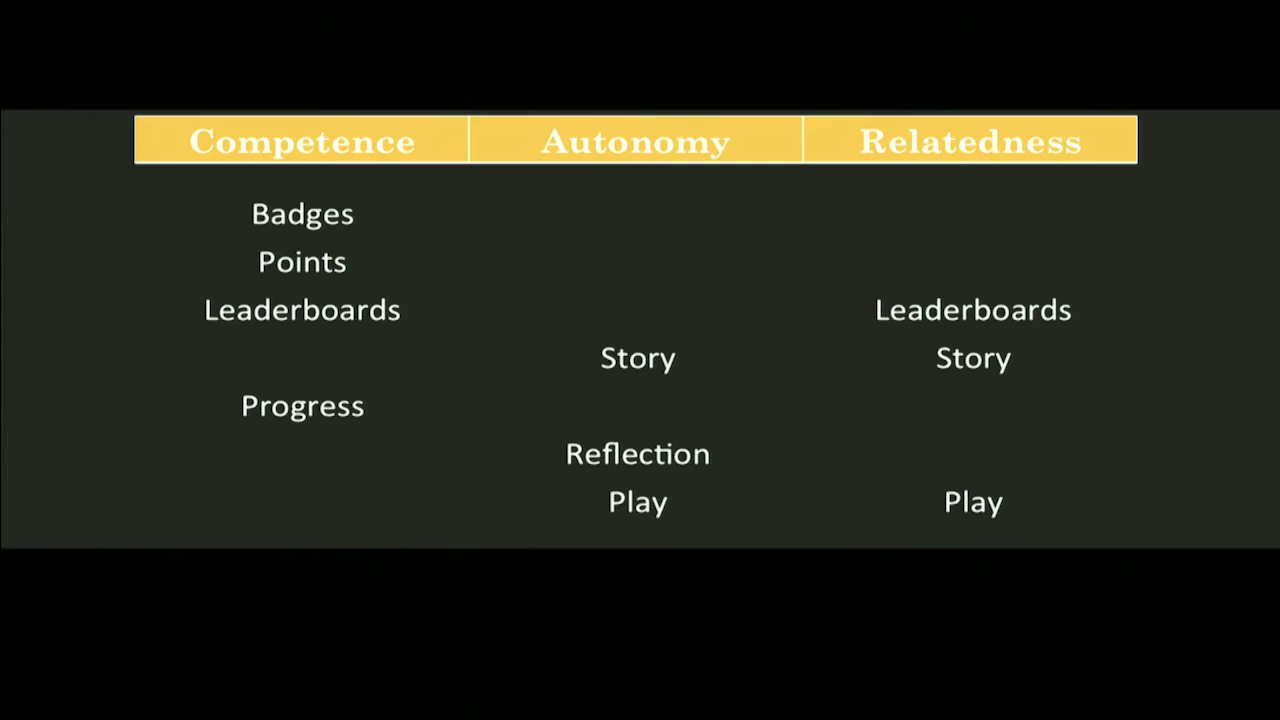 Competence Autonomy Relatedness
Badges
Points
Leaderboards Leaderboards
Story Story
Progress
Reflection
Play Play